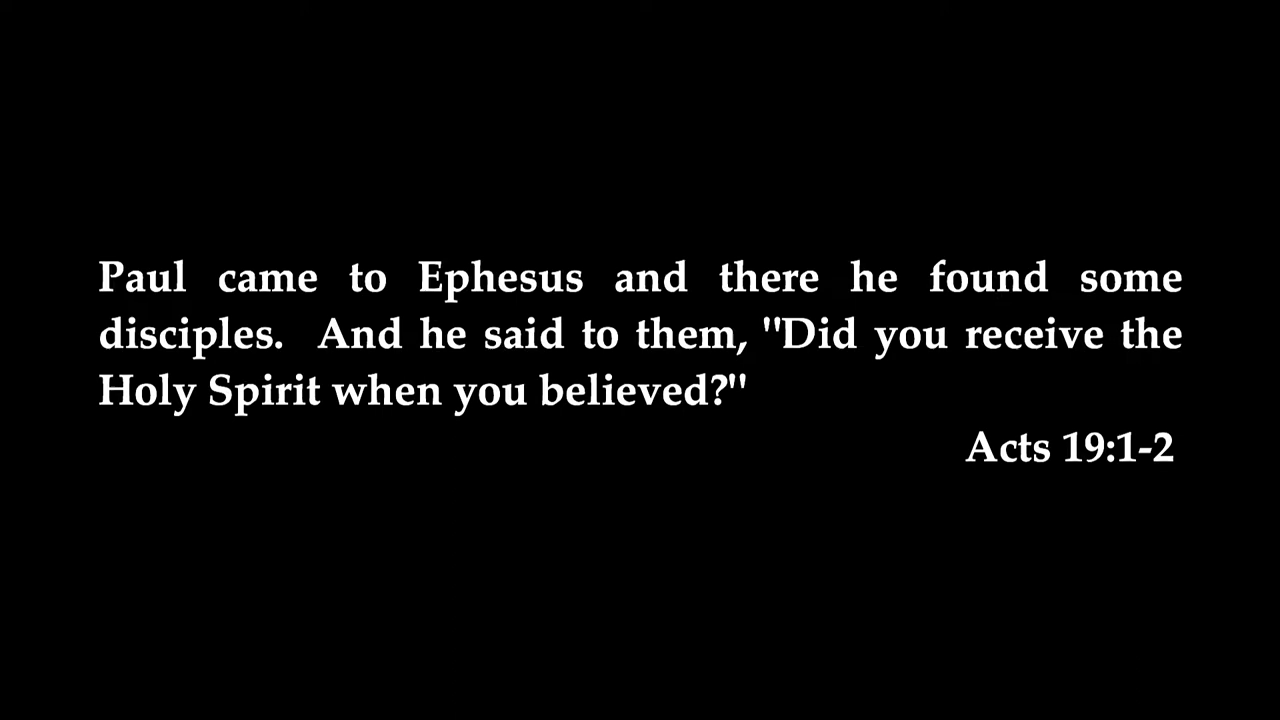 Paul came to Ephesus and there he found some
disciples.  And he said to them, "Did you receive the
Holy Spirit when you believed?"
Acts 19:1-2